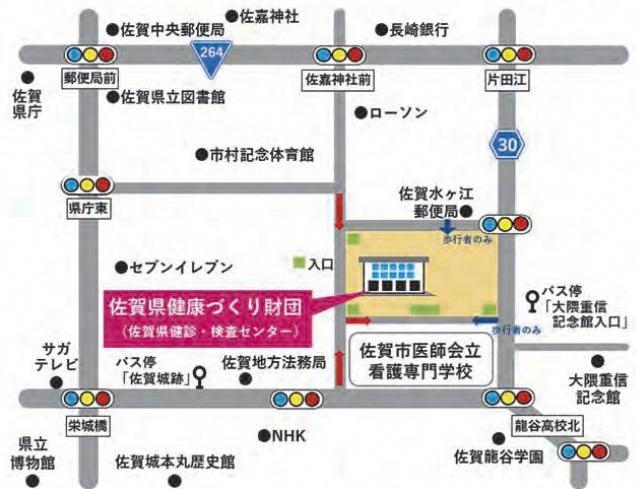 佐嘉神社
佐賀中央郵便局
264
長崎銀行
郵便局前
佐嘉神社前
片田江
佐賀
県庁
佐賀県立図書館
ローソン
30
市村記念体育館
県庁東
佐賀水ヶ江
郵便局
歩行者のみ
セブンイレブン
入口
佐賀県健康づくり財団
(佐賀県健診・検査センター)
バス停
「大隈重信
記念館入口」
歩行者のみ
サガ
テレビ
バス停
「佐賀城跡」
佐賀地方法務局
佐賀市医師会立
看護専門学校
大隈重信
記念館
栄城橋
龍谷高校北
NHK
県立
博物館
佐賀城本丸歴史館
佐賀龍谷学園